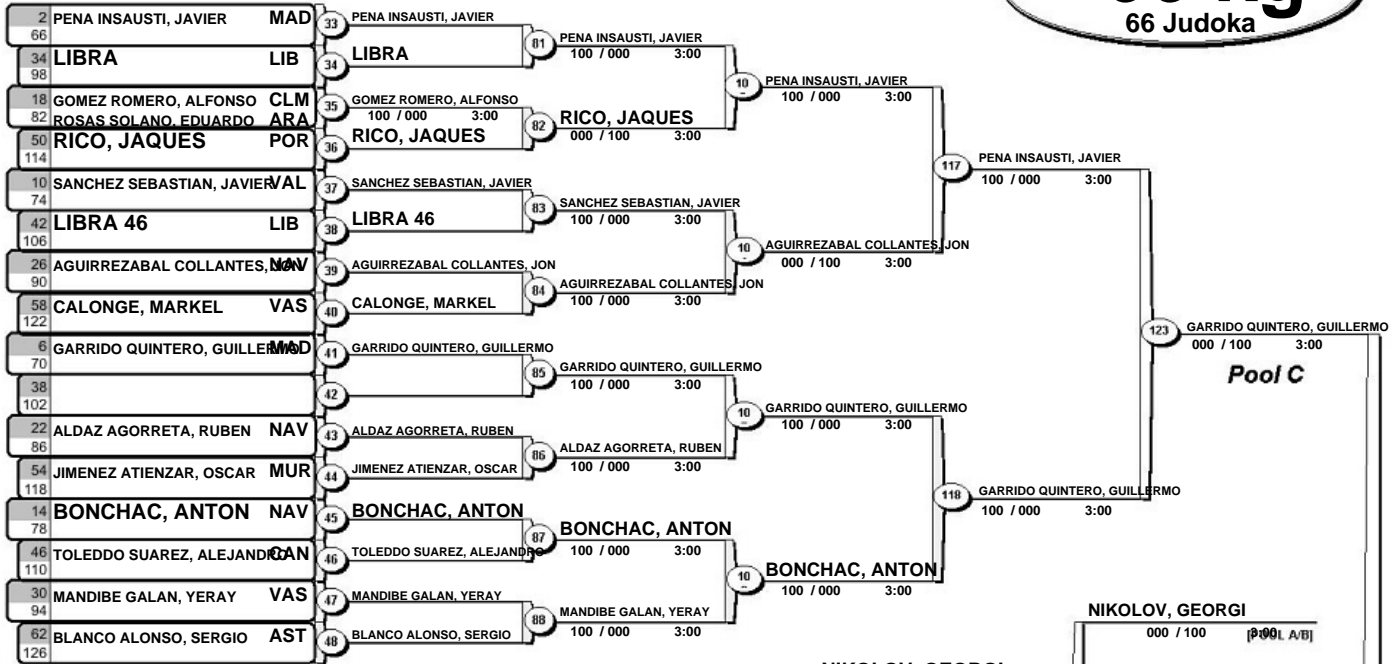 66 Judoka
2 PENA INSAUSTI, JAVIER MAD
66
34 LIBRA LIB
98
18 GOMEZ ROMERO, ALFONSO CLM
82 ROSAS SOLANO, EDUARDO ARA
50 RICO, JAQUES POR
114
10 SANCHEZ SEBASTIAN, JAVIER VAL
74
42 LIBRA 46 LIB
106
26 AGUIRREZABAL COLLANTES, JON NAV
90
58 CALONGE, MARKEL VAS
122
6 GARRIDO QUINTERO, GUILLERMO MAD
70
38
102
22 ALDAZ AGORRETA, RUBEN NAV
86
54 JIMENEZ ATIENZAR, OSCAR MUR
118
14 BONCHAC, ANTON NAV
78
46 TOLEDDO SUAREZ, ALEJANDRO CAN
110
30 MANDIBE GALAN, YERAY VAS
94
62 BLANCO ALONSO, SERGIO AST
126
33 PENA INSAUSTI, JAVIER
34 LIBRA
35 GOMEZ ROMERO, ALFONSO
100 / 000 3:00
36 RICO, JAQUES
37 SANCHEZ SEBASTIAN, JAVIER
38 LIBRA 46
39 AGUIRREZABAL COLLANTES, JON
40 CALONGE, MARKEL
41 GARRIDO QUINTERO, GUILLERMO
42
43 ALDAZ AGORRETA, RUBEN
44 JIMENEZ ATIENZAR, OSCAR
45 BONCHAC, ANTON
46 TOLEDDO SUAREZ, ALEJANDRO
47 MANDIBE GALAN, YERAY
48 BLANCO ALONSO, SERGIO
81 PENA INSAUSTI, JAVIER
100 / 000 3:00
82 RICO, JAQUES
000 / 100 3:00
83 SANCHEZ SEBASTIAN, JAVIER
100 / 000 3:00
84 AGUIRREZABAL COLLANTES, JON
100 / 000 3:00
85 GARRIDO QUINTERO, GUILLERMO
100 / 000 3:00
86 ALDAZ AGORRETA, RUBEN
100 / 000 3:00
87 BONCHAC, ANTON
100 / 000 3:00
88 MANDIBE GALAN, YERAY
100 / 000 3:00
10 PENA INSAUSTI, JAVIER
100 / 000 3:00
10 AGUIRREZABAL COLLANTES, JON
000 / 100 3:00
10 GARRIDO QUINTERO, GUILLERMO
100 / 000 3:00
10 BONCHAC, ANTON
100 / 000 3:00
117 PENA INSAUSTI, JAVIER
100 / 000 3:00
118 GARRIDO QUINTERO, GUILLERMO
100 / 000 3:00
123 GARRIDO QUINTERO, GUILLERMO
000 / 100 3:00
Pool C
NIKOLOV, GEORGI
000 / 100 3:00 [POOL A/B]